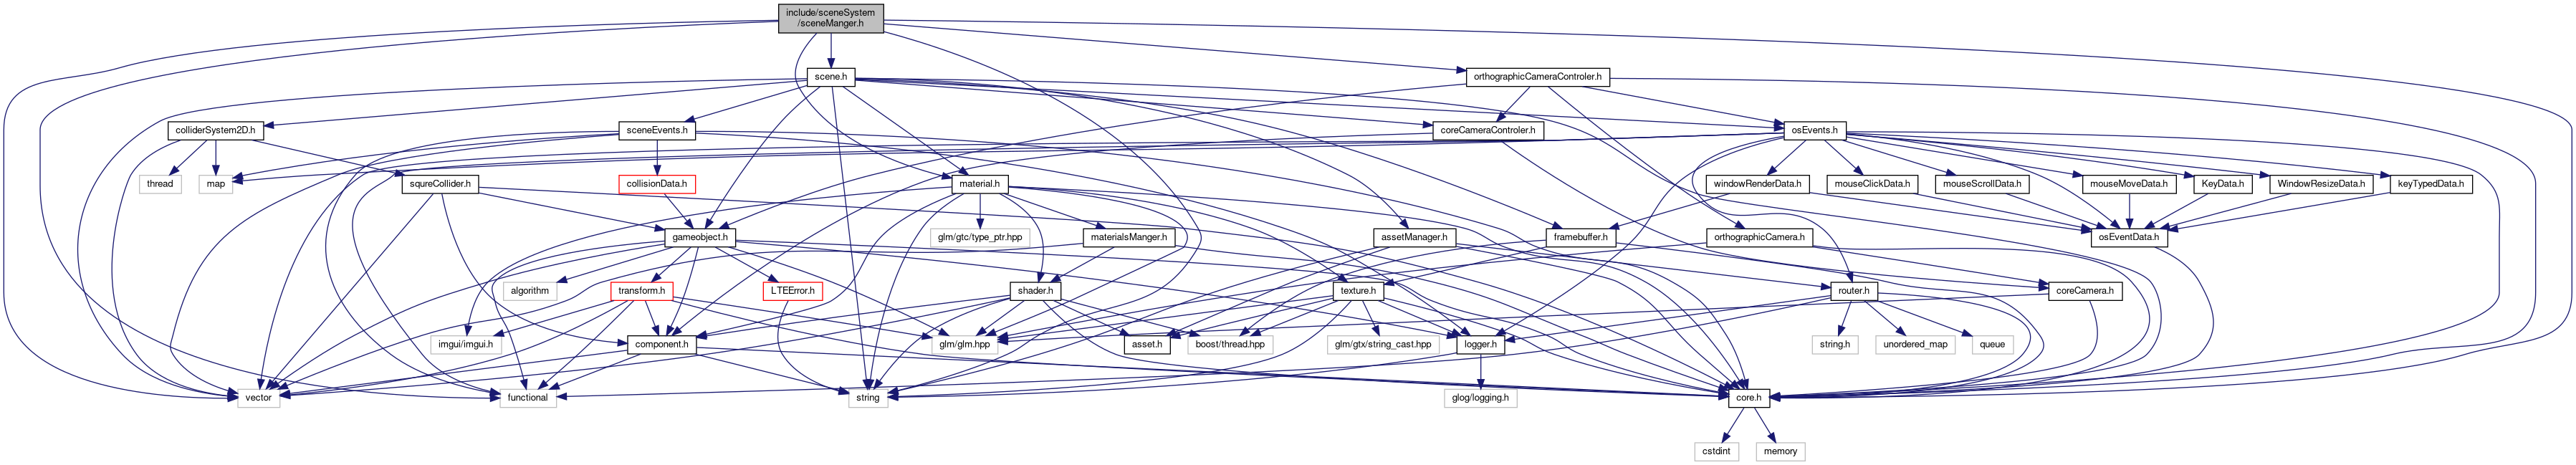 include/sceneSystem
/sceneManger.h
scene.h
orthographicCameraControler.h
colliderSystem2D.h
sceneEvents.h
coreCameraControler.h
osEvents.h
thread
map
squreCollider.h
collisionData.h
material.h
windowRenderData.h
mouseClickData.h
mouseScrollData.h
mouseMoveData.h
KeyData.h
WindowResizeData.h
keyTypedData.h
gameobject.h
glm/gtc/type_ptr.hpp
materialsManger.h
assetManager.h
framebuffer.h
orthographicCamera.h
osEventData.h
algorithm
transform.h
LTEError.h
shader.h
texture.h
router.h
coreCamera.h
imgui/imgui.h
component.h
glm/glm.hpp
asset.h
boost/thread.hpp
glm/gtx/string_cast.hpp
logger.h
string.h
unordered_map
queue
vector
functional
string
glog/logging.h
core.h
cstdint
memory